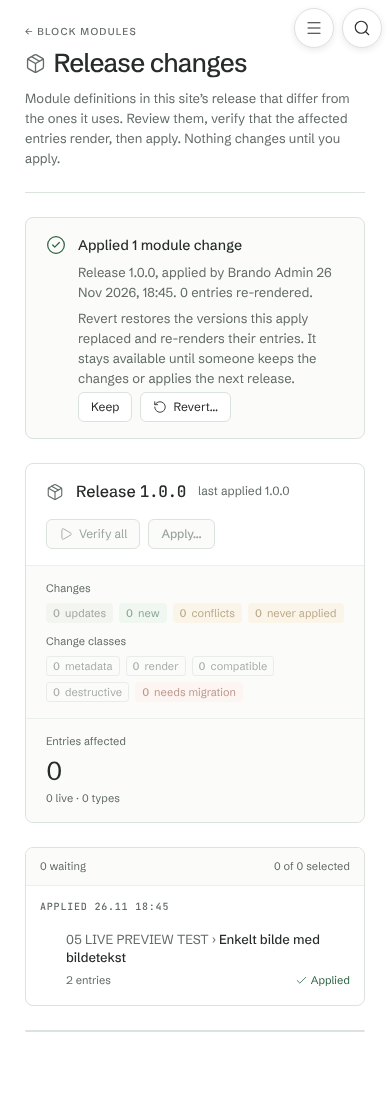 ← BLOCK MODULES
Release changes
Module definitions in this site's release that differ from
the ones it uses. Review them, verify that the affected
entries render, then apply. Nothing changes until you
apply.
Applied 1 module change
Release 1.0.0, applied by Brando Admin 26
Nov 2026, 18:45. 0 entries re-rendered.
Revert restores the versions this apply
replaced and re-renders their entries. It
stays available until someone keeps the
changes or applies the next release.
Keep Revert...
Release 1.0.0 last applied 1.0.0
Verify all Apply...
Changes
0 updates 0 new 0 conflicts 0 never applied
Change classes
0 metadata 0 render 0 compatible
0 destructive 0 needs migration
Entries affected
0
0 live · 0 types
0 waiting 0 of 0 selected
APPLIED 26.11 18:45
05 LIVE PREVIEW TEST › Enkelt bilde med
bildetekst
2 entries Applied